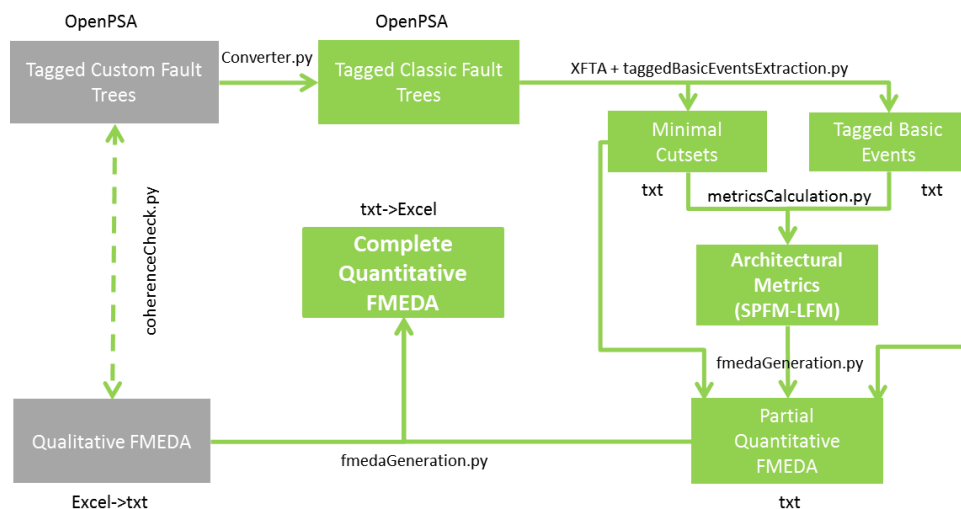 OpenPSA
OpenPSA
Tagged Custom Fault
Trees
Converter.py
Tagged Classic Fault
Trees
XFTA + taggedBasicEventsExtraction.py
Minimal
Cutsets
Tagged Basic
Events
txt
txt
metricsCalculation.py
coherenceCheck.py
txt->Excel
Complete
Quantitative
FMEDA
Architectural
Metrics
(SPFM-LFM)
fmedaGeneration.py
Qualitative FMEDA
fmedaGeneration.py
Partial
Quantitative
FMEDA
Excel->txt
txt